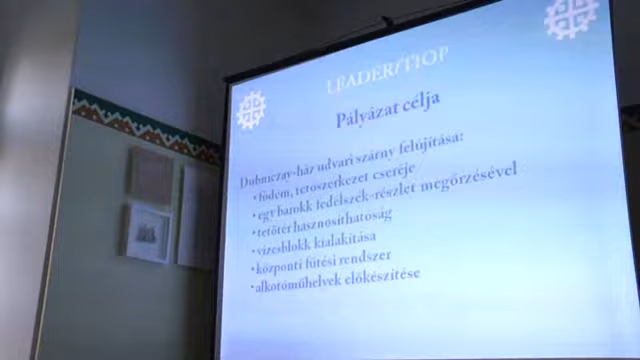 LEADER/TIOP
Pályázat célja
Dubniczay-ház udvari szárny felújítása:
• födém, tetoszerkezet cseréje
• egy barokk fedélszék-részlet megőrzésével
• tetőtér hasznosíthatóság
• vizesblokk kialakítása
• központi fűtési rendszer
• alkotóműhelyek előkészítése